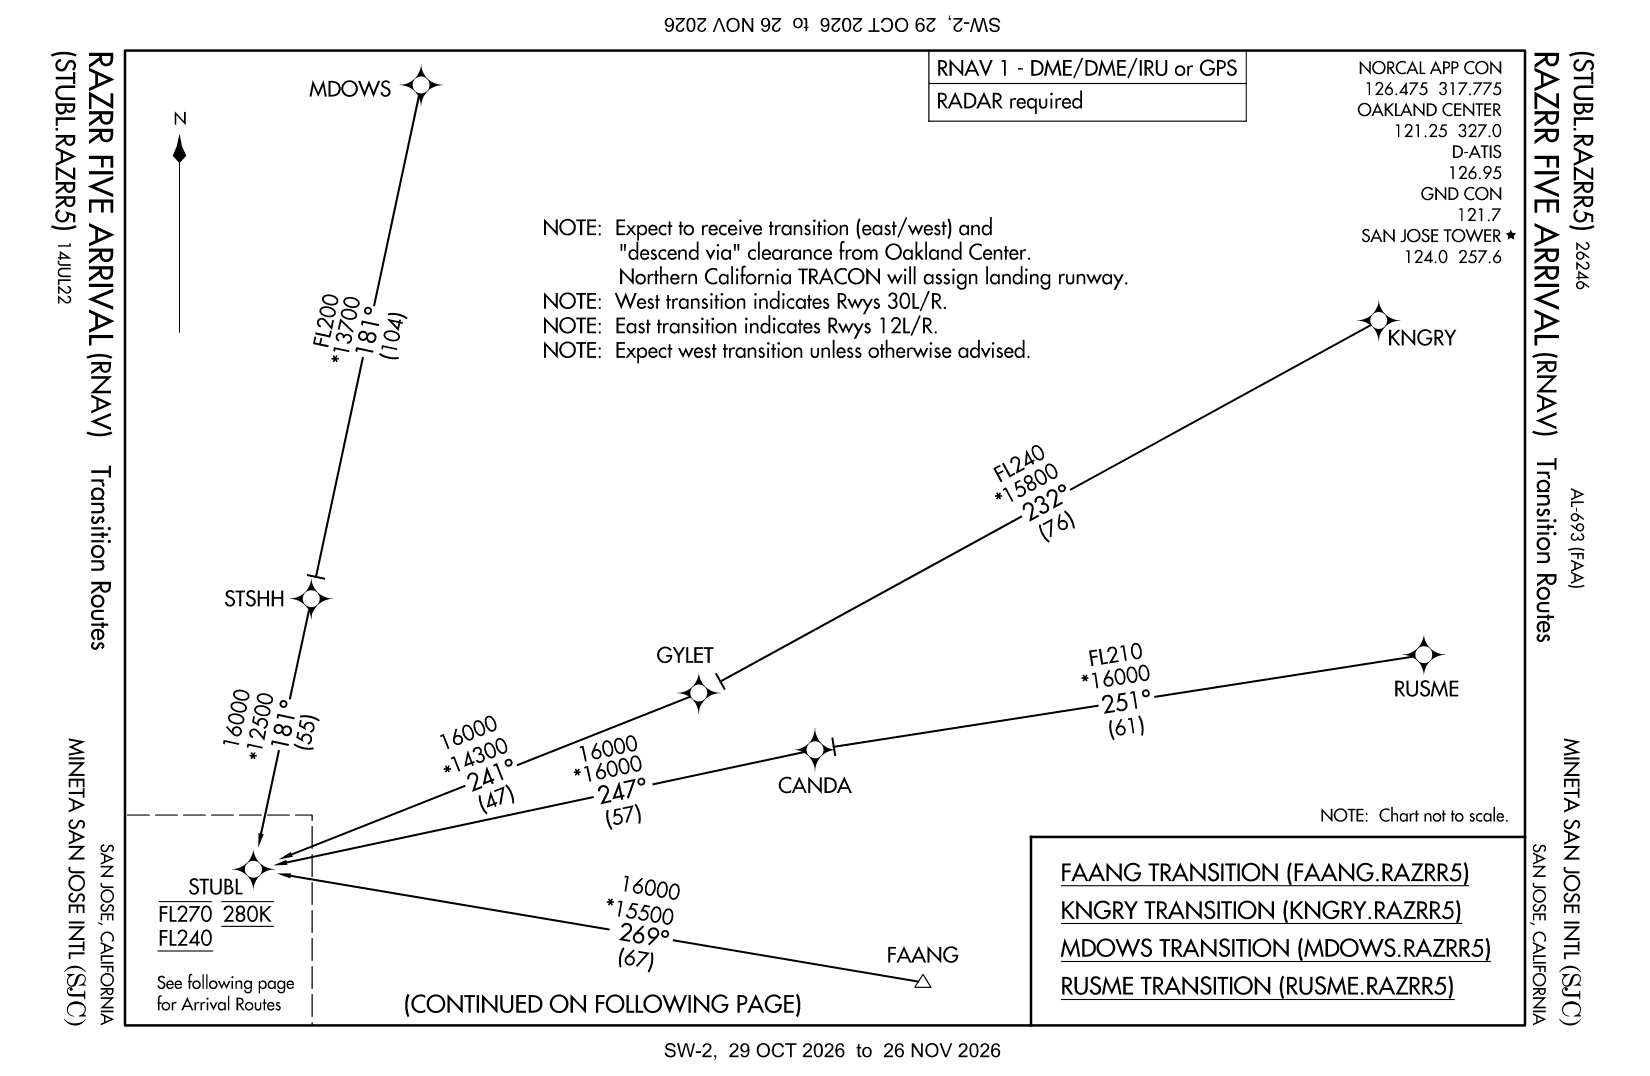 SW-2, 29 OCT 2026 to 26 NOV 2026
(STUBL.RAZRR5) 14JUL22
RAZRR FIVE ARRIVAL (RNAV) Transition Routes
MINETA SAN JOSE INTL (SJC)
SAN JOSE, CALIFORNIA
(STUBL.RAZRR5) 26246
RAZRR FIVE ARRIVAL (RNAV) Transition Routes
AL-693 (FAA)
MINETA SAN JOSE INTL (SJC)
SAN JOSE, CALIFORNIA
RNAV 1 - DME/DME/IRU or GPS
RADAR required
NORCAL APP CON
126.475 317.775
OAKLAND CENTER
121.25 327.0
D-ATIS
126.95
GND CON
121.7
SAN JOSE TOWER ★
124.0 257.6
N
MDOWS
NOTE: Expect to receive transition (east/west) and
"descend via" clearance from Oakland Center.
Northern California TRACON will assign landing runway.
NOTE: West transition indicates Rwys 30L/R.
NOTE: East transition indicates Rwys 12L/R.
NOTE: Expect west transition unless otherwise advised.
FL200
*13700
181°
(104)
KNGRY
FL240
*15800
232°
(76)
STSHH
GYLET
FL210
*16000
251°
(61)
RUSME
16000
*12500
181°
(55)
16000
*14300
241°
(47)
16000
*16000
247°
(57)
CANDA
NOTE: Chart not to scale.
STUBL
FL270 280K
FL240
See following page
for Arrival Routes
16000
*15500
269°
(67)
FAANG
(CONTINUED ON FOLLOWING PAGE)
FAANG TRANSITION (FAANG.RAZRR5)
KNGRY TRANSITION (KNGRY.RAZRR5)
MDOWS TRANSITION (MDOWS.RAZRR5)
RUSME TRANSITION (RUSME.RAZRR5)
SW-2, 29 OCT 2026 to 26 NOV 2026